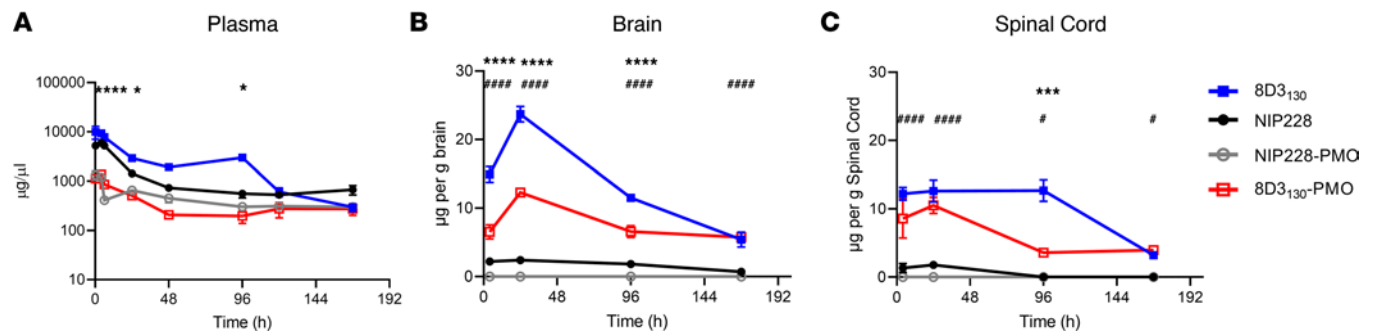 A Plasma
µg/µl
100000
10000
1000
100
10
**** *
*
0 48 96 144 192
Time (h)
B Brain
µg per g brain
30
20
10
0
**** **** ****
#### #### #### ####
0 48 96 144 192
Time (h)
C Spinal Cord
µg per g Spinal Cord
30
20
10
0
***
#### #### # #
0 48 96 144 192
Time (h)
8D3₁₃₀
NIP228
NIP228-PMO
8D3₁₃₀-PMO